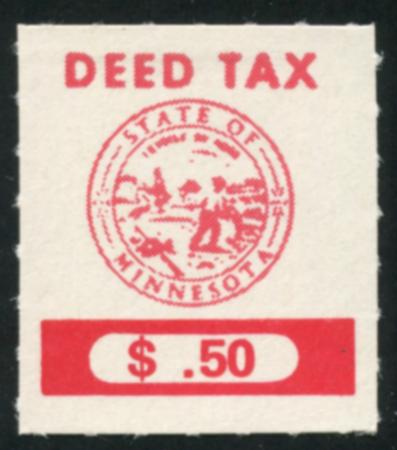 DEED TAX
STATE OF
MINNESOTA
$ .50